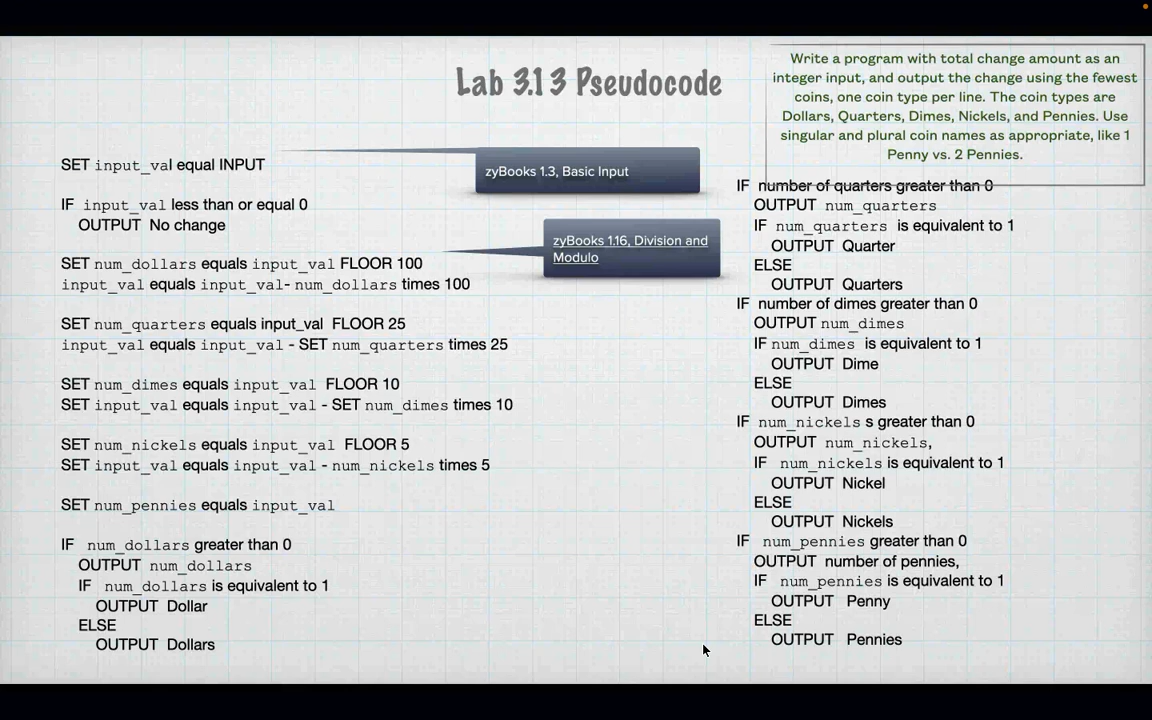 Lab 3.13 Pseudocode
Write a program with total change amount as an
integer input, and output the change using the fewest
coins, one coin type per line. The coin types are
Dollars, Quarters, Dimes, Nickels, and Pennies. Use
singular and plural coin names as appropriate, like 1
Penny vs. 2 Pennies.
SET input_val equal INPUT
zyBooks 1.3, Basic Input
IF input_val less than or equal 0
OUTPUT No change
zyBooks 1.16, Division and
Modulo
SET num_dollars equals input_val FLOOR 100
input_val equals input_val- num_dollars times 100
SET num_quarters equals input_val FLOOR 25
input_val equals input_val - SET num_quarters times 25
SET num_dimes equals input_val FLOOR 10
SET input_val equals input_val - SET num_dimes times 10
SET num_nickels equals input_val FLOOR 5
SET input_val equals input_val - num_nickels times 5
SET num_pennies equals input_val
IF num_dollars greater than 0
OUTPUT num_dollars
IF num_dollars is equivalent to 1
OUTPUT Dollar
ELSE
OUTPUT Dollars
IF number of quarters greater than 0
OUTPUT num_quarters
IF num_quarters is equivalent to 1
OUTPUT Quarter
ELSE
OUTPUT Quarters
IF number of dimes greater than 0
OUTPUT num_dimes
IF num_dimes is equivalent to 1
OUTPUT Dime
ELSE
OUTPUT Dimes
IF num_nickels s greater than 0
OUTPUT num_nickels,
IF num_nickels is equivalent to 1
OUTPUT Nickel
ELSE
OUTPUT Nickels
IF num_pennies greater than 0
OUTPUT number of pennies,
IF num_pennies is equivalent to 1
OUTPUT Penny
ELSE
OUTPUT Pennies